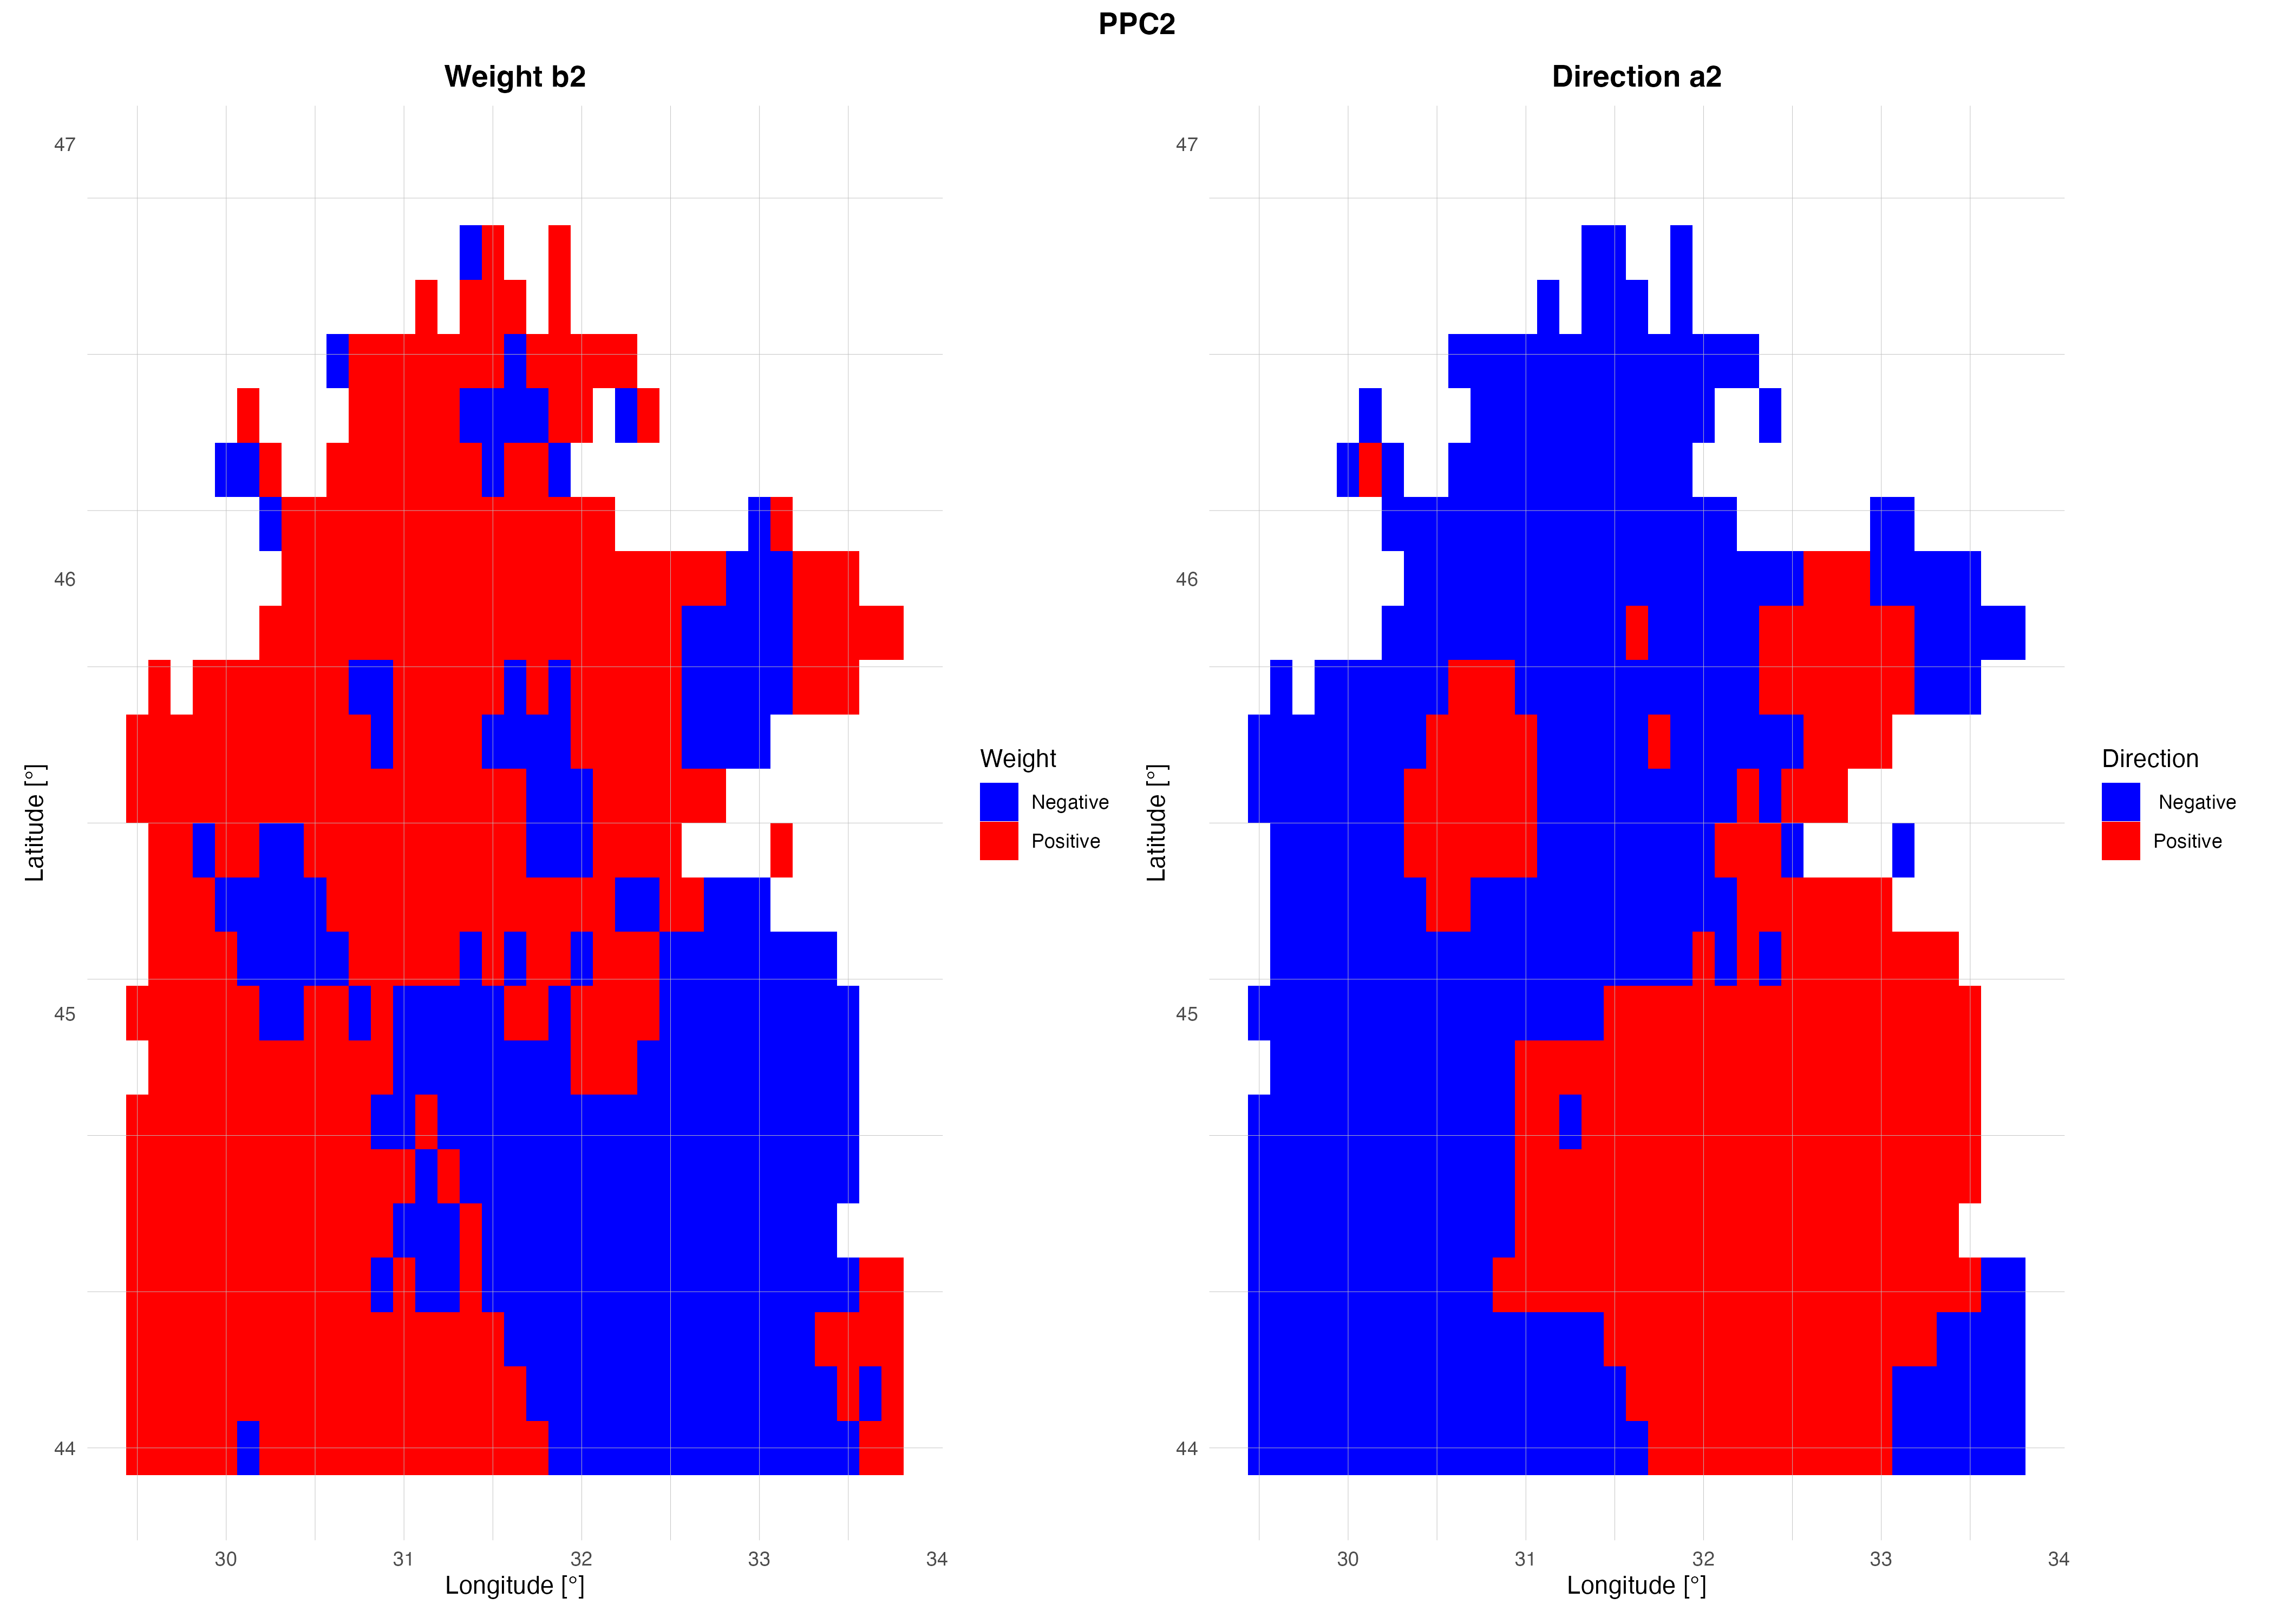 PPC2
Weight b2
Direction a2
47
46
45
44
Latitude [°]
30 31 32 33 34
Longitude [°]
Weight
Negative
Positive
47
46
45
44
Latitude [°]
30 31 32 33 34
Longitude [°]
Direction
Negative
Positive